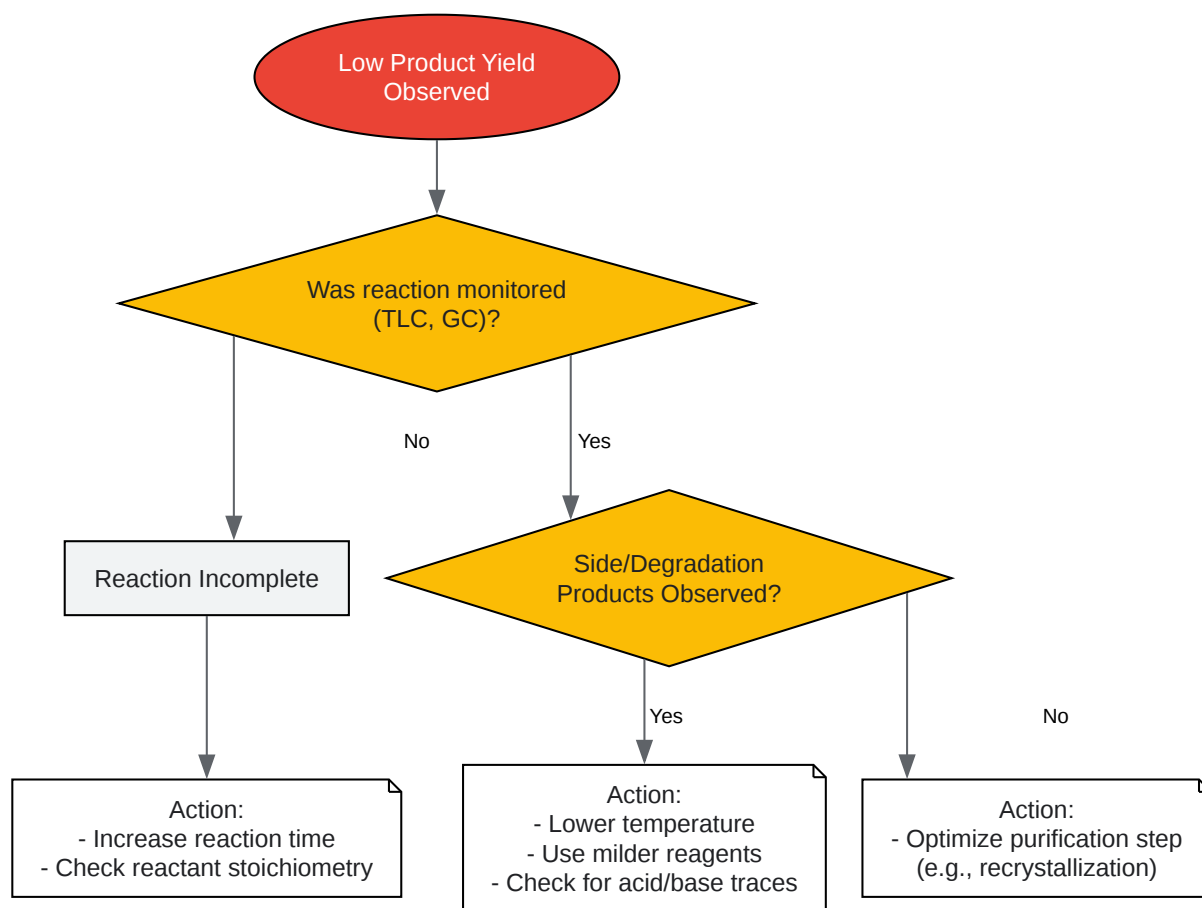 Low Product Yield
Observed
Was reaction monitored
(TLC, GC)?
No
Yes
Reaction Incomplete
Side/Degradation
Products Observed?
Yes
No
Action:
- Increase reaction time
- Check reactant stoichiometry
Action:
- Lower temperature
- Use milder reagents
- Check for acid/base traces
Action:
- Optimize purification step
(e.g., recrystallization)